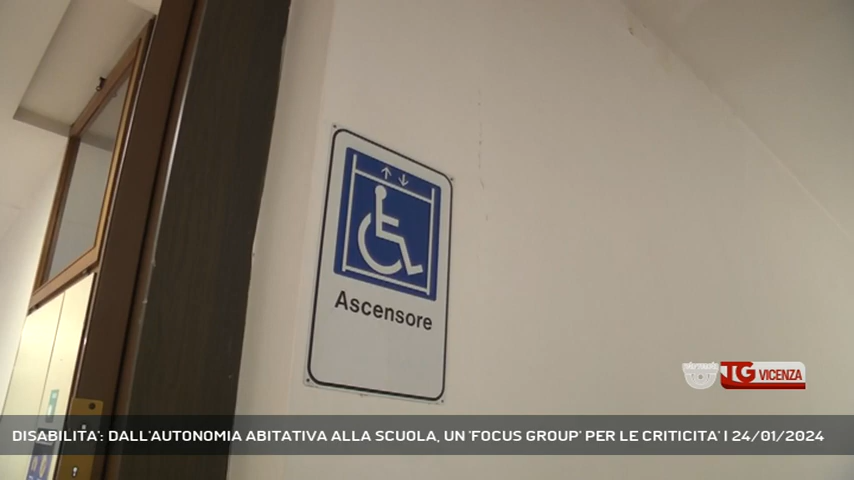 Ascensore
TG VICENZA
DISABILITA': DALL'AUTONOMIA ABITATIVA ALLA SCUOLA, UN 'FOCUS GROUP' PER LE CRITICITA' | 24/01/2024